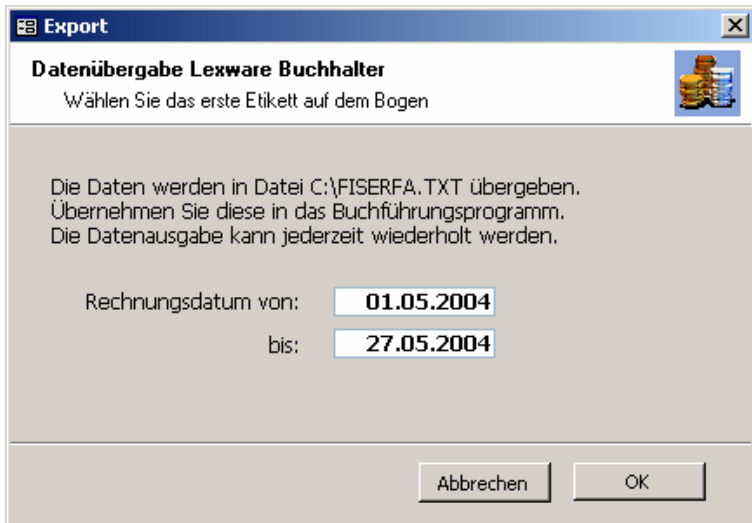 Export
Datenübergabe Lexware Buchhalter
Wählen Sie das erste Etikett auf dem Bogen
Die Daten werden in Datei C:\FISERFA.TXT übergeben.
Übernehmen Sie diese in das Buchführungsprogramm.
Die Datenausgabe kann jederzeit wiederholt werden.
Rechnungsdatum von: 01.05.2004
bis: 27.05.2004
Abbrechen OK